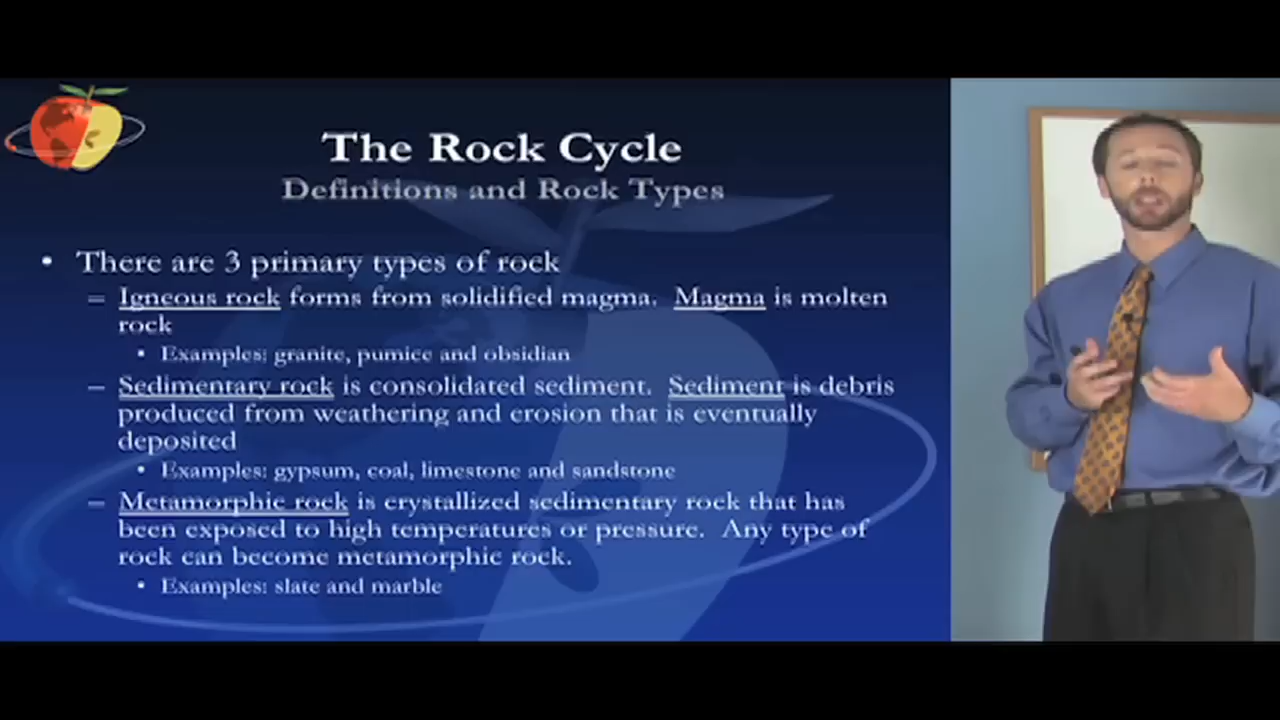 The Rock Cycle
Definitions and Rock Types
• There are 3 primary types of rock
– Igneous rock forms from solidified magma. Magma is molten
rock
• Examples: granite, pumice and obsidian
– Sedimentary rock is consolidated sediment. Sediment is debris
produced from weathering and erosion that is eventually
deposited
• Examples: gypsum, coal, limestone and sandstone
– Metamorphic rock is crystallized sedimentary rock that has
been exposed to high temperatures or pressure. Any type of
rock can become metamorphic rock.
• Examples: slate and marble